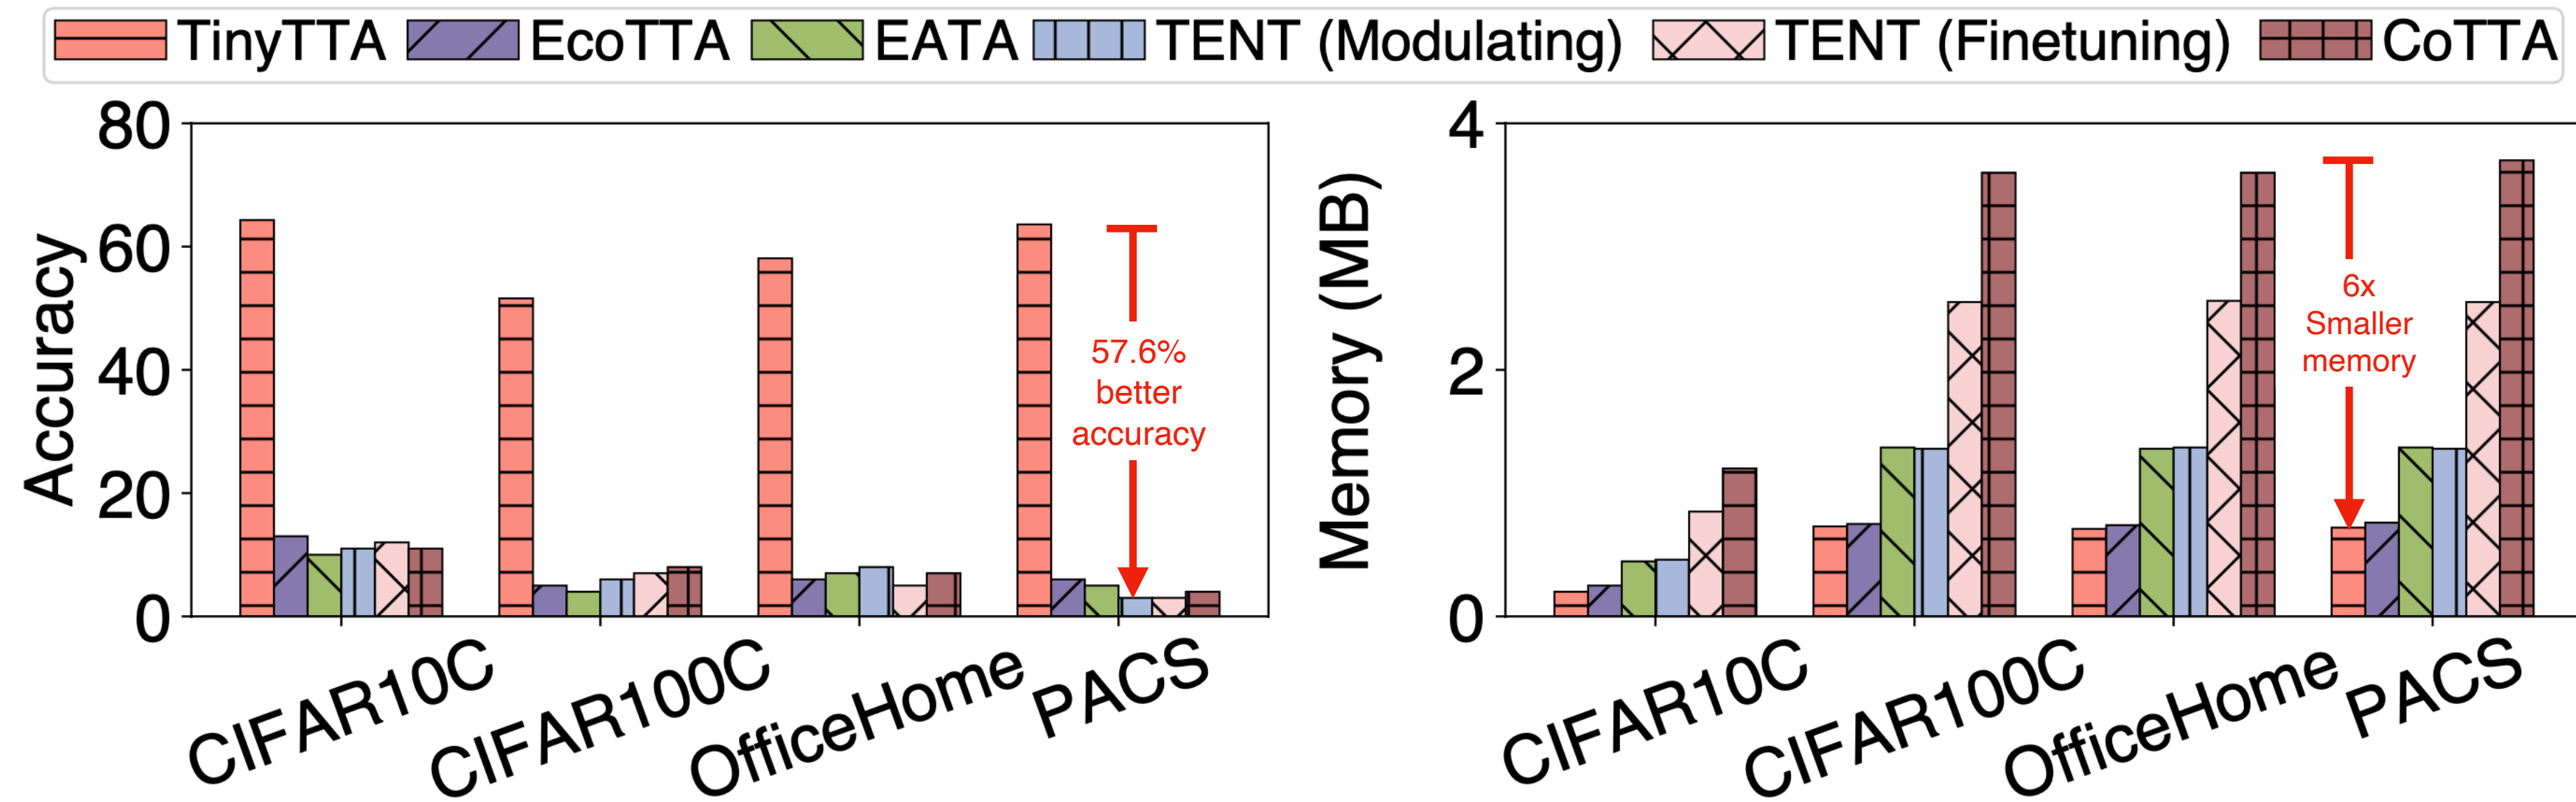 TinyTTA EcoTTA EATA TENT (Modulating) TENT (Finetuning) CoTTA
Accuracy
80
60
40
20
0
57.6%
better
accuracy
CIFAR10C
CIFAR100C
OfficeHome
PACS
Memory (MB)
4
2
0
6x
Smaller
memory
CIFAR10C
CIFAR100C
OfficeHome
PACS